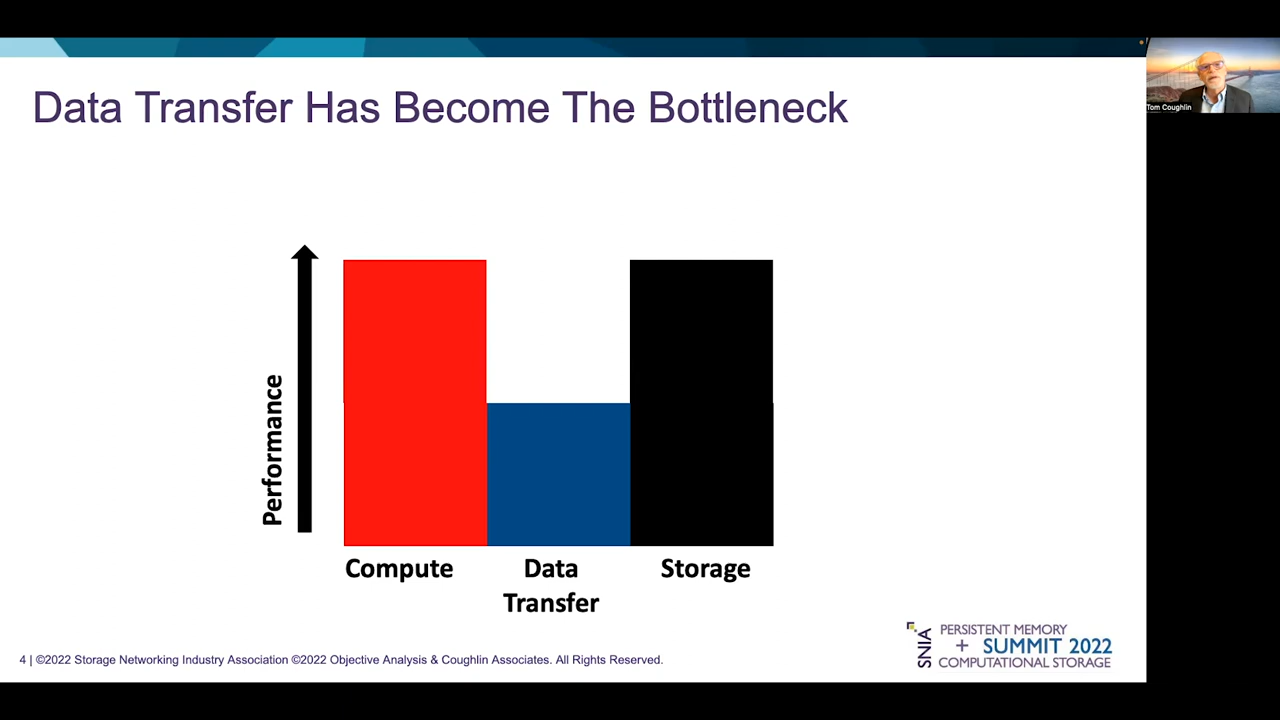 Data Transfer Has Become The Bottleneck
Tom Coughlin
Performance
Compute
Data
Transfer
Storage
4 | ©2022 Storage Networking Industry Association ©2022 Objective Analysis & Coughlin Associates. All Rights Reserved.
SNIA
PERSISTENT MEMORY
+ SUMMIT 2022
COMPUTATIONAL STORAGE